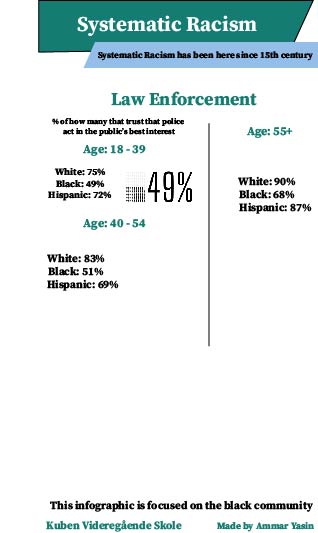 Systematic Racism
Systematic Racism has been here since 15th century
Law Enforcement
% of how many that trust that police
act in the public's best interest
Age: 18 - 39
White: 75%
Black: 49%
Hispanic: 72%
49%
Age: 40 - 54
White: 83%
Black: 51%
Hispanic: 69%
Age: 55+
White: 90%
Black: 68%
Hispanic: 87%
This infographic is focused on the black community
Kuben Videregående Skole
Made by Ammar Yasin